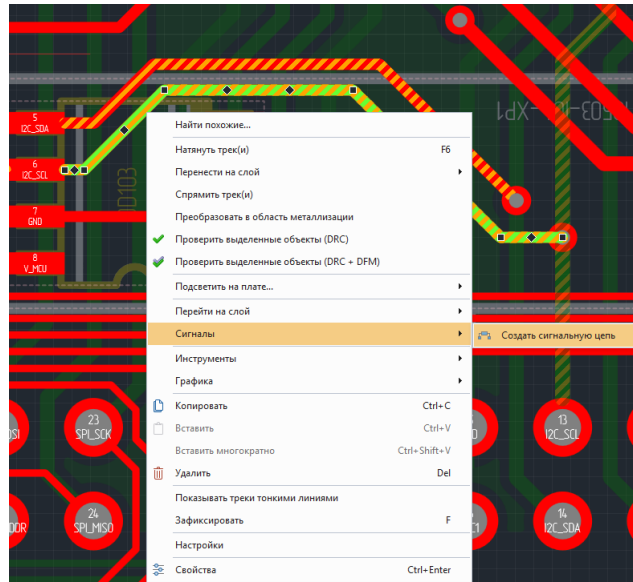 5
I2C_SDA
6
I2C_SCL
7
GND
8
V_MCU
Найти похожие...
Натянуть трек(и) F6
Перенести на слой
Спрямить трек(и)
Преобразовать в область металлизации
Проверить выделенные объекты (DRC)
Проверить выделенные объекты (DRC + DFM)
Подсветить на плате...
Перейти на слой
Сигналы
Создать сигнальную цепь
Инструменты
Графика
Копировать Ctrl+C
Вставить Ctrl+V
Вставить многократно Ctrl+Shift+V
Удалить Del
Показывать треки тонкими линиями
Зафиксировать F
Настройки
Свойства Ctrl+Enter
23
SPI_SCK
24
SPI_MISO
13
I2C_SCL
14
I2C_SDA